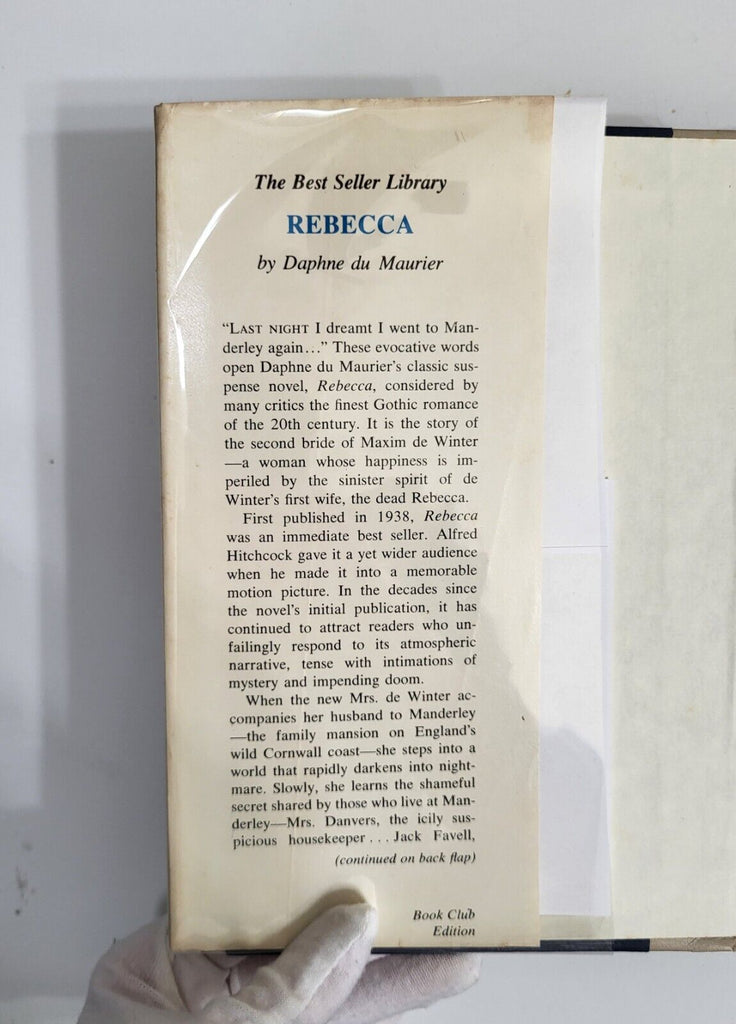 The Best Seller Library
REBECCA
by Daphne du Maurier
“LAST NIGHT I dreamt I went to Man-
derley again...” These evocative words
open Daphne du Maurier’s classic sus-
pense novel, Rebecca, considered by
many critics the finest Gothic romance
of the 20th century. It is the story of
the second bride of Maxim de Winter
—a woman whose happiness is im-
periled by the sinister spirit of de
Winter’s first wife, the dead Rebecca.
First published in 1938, Rebecca
was an immediate best seller. Alfred
Hitchcock gave it a yet wider audience
when he made it into a memorable
motion picture. In the decades since
the novel’s initial publication, it has
continued to attract readers who un-
failingly respond to its atmospheric
narrative, tense with intimations of
mystery and impending doom.
When the new Mrs. de Winter ac-
companies her husband to Manderley
—the family mansion on England’s
wild Cornwall coast—she steps into a
world that rapidly darkens into night-
mare. Slowly, she learns the shameful
secret shared by those who live at Man-
derley—Mrs. Danvers, the icily sus-
picious housekeeper... Jack Favell,
(continued on back flap)
Book Club
Edition